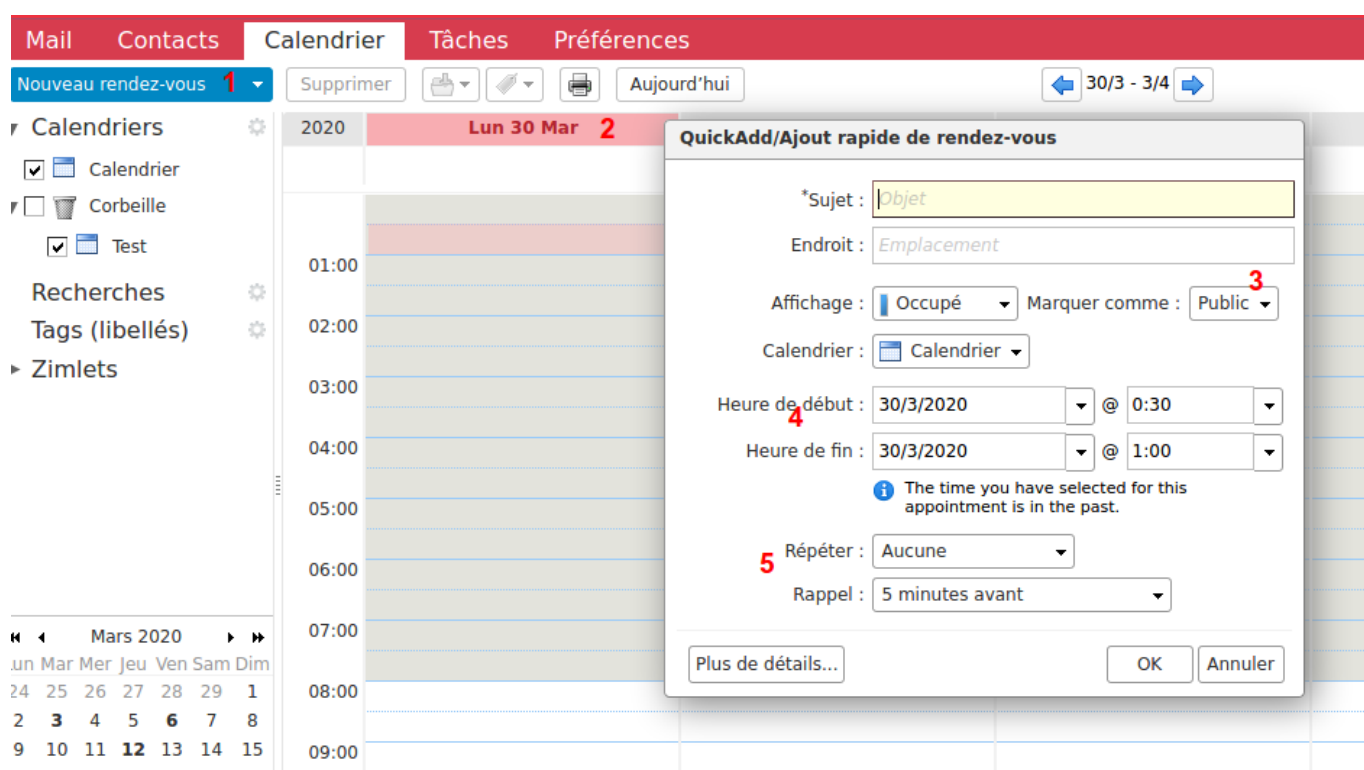 Mail Contacts Calendrier Tâches Préférences
Nouveau rendez-vous 1 Supprimer Aujourd'hui 30/3 - 3/4
Calendriers
Calendrier
Corbeille
Test
Recherches
Tags (libellés)
Zimlets
2020 Lun 30 Mar 2
01:00
02:00
03:00
04:00
05:00
06:00
07:00
08:00
09:00
QuickAdd/Ajout rapide de rendez-vous
*Sujet : Objet
Endroit : Emplacement
3
Affichage : Occupé Marquer comme : Public
Calendrier : Calendrier
Heure de début : 30/3/2020 @ 0:30
4
Heure de fin : 30/3/2020 @ 1:00
The time you have selected for this
appointment is in the past.
5 Répéter : Aucune
Rappel : 5 minutes avant
Plus de détails... OK Annuler
Mars 2020
Lun Mar Mer Jeu Ven Sam Dim
24 25 26 27 28 29 1
2 3 4 5 6 7 8
9 10 11 12 13 14 15